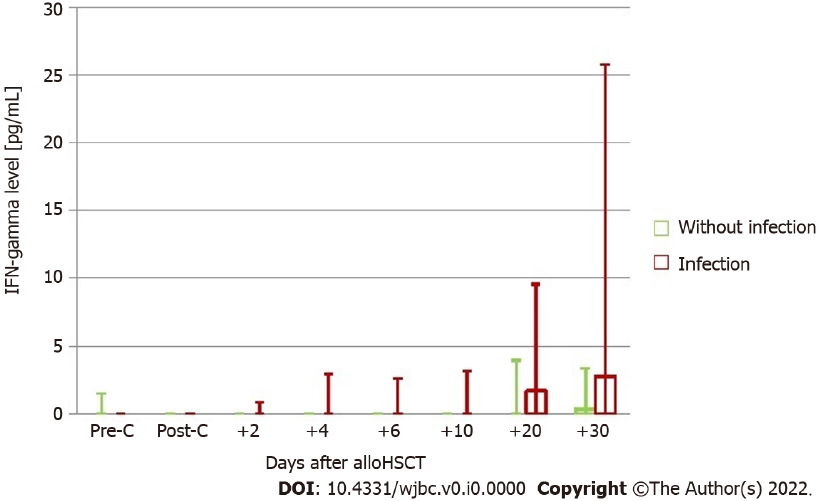 IFN-gamma level [pg/mL]
30
25
20
15
10
5
0
Pre-C Post-C +2 +4 +6 +10 +20 +30
Days after alloHSCT
Without infection
Infection
DOI: 10.4331/wjbc.v0.i0.0000 Copyright ©The Author(s) 2022.